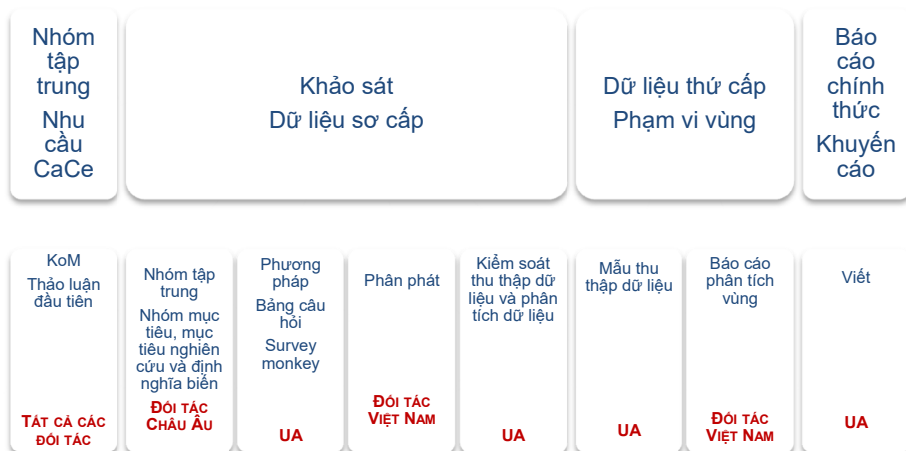 Nhóm
tập
trung
Nhu
cầu
CaCe
Khảo sát
Dữ liệu sơ cấp
Dữ liệu thứ cấp
Phạm vi vùng
Báo
cáo
chính
thức
Khuyến
cáo
KoM
Thảo luận
đầu tiên
TẤT CẢ CÁC
ĐỐI TÁC
Nhóm tập
trung
Nhóm mục
tiêu, mục
tiêu nghiên
cứu và định
nghĩa biến
ĐỐI TÁC
CHÂU ÂU
Phương
pháp
Bảng câu
hỏi
Survey
monkey
UA
Phân phát
ĐỐI TÁC
VIỆT NAM
Kiểm soát
thu thập dữ
liệu và phân
tích dữ liệu
UA
Mẫu thu
thập dữ liệu
UA
Báo cáo
phân tích
vùng
ĐỐI TÁC
VIỆT NAM
Viết
UA